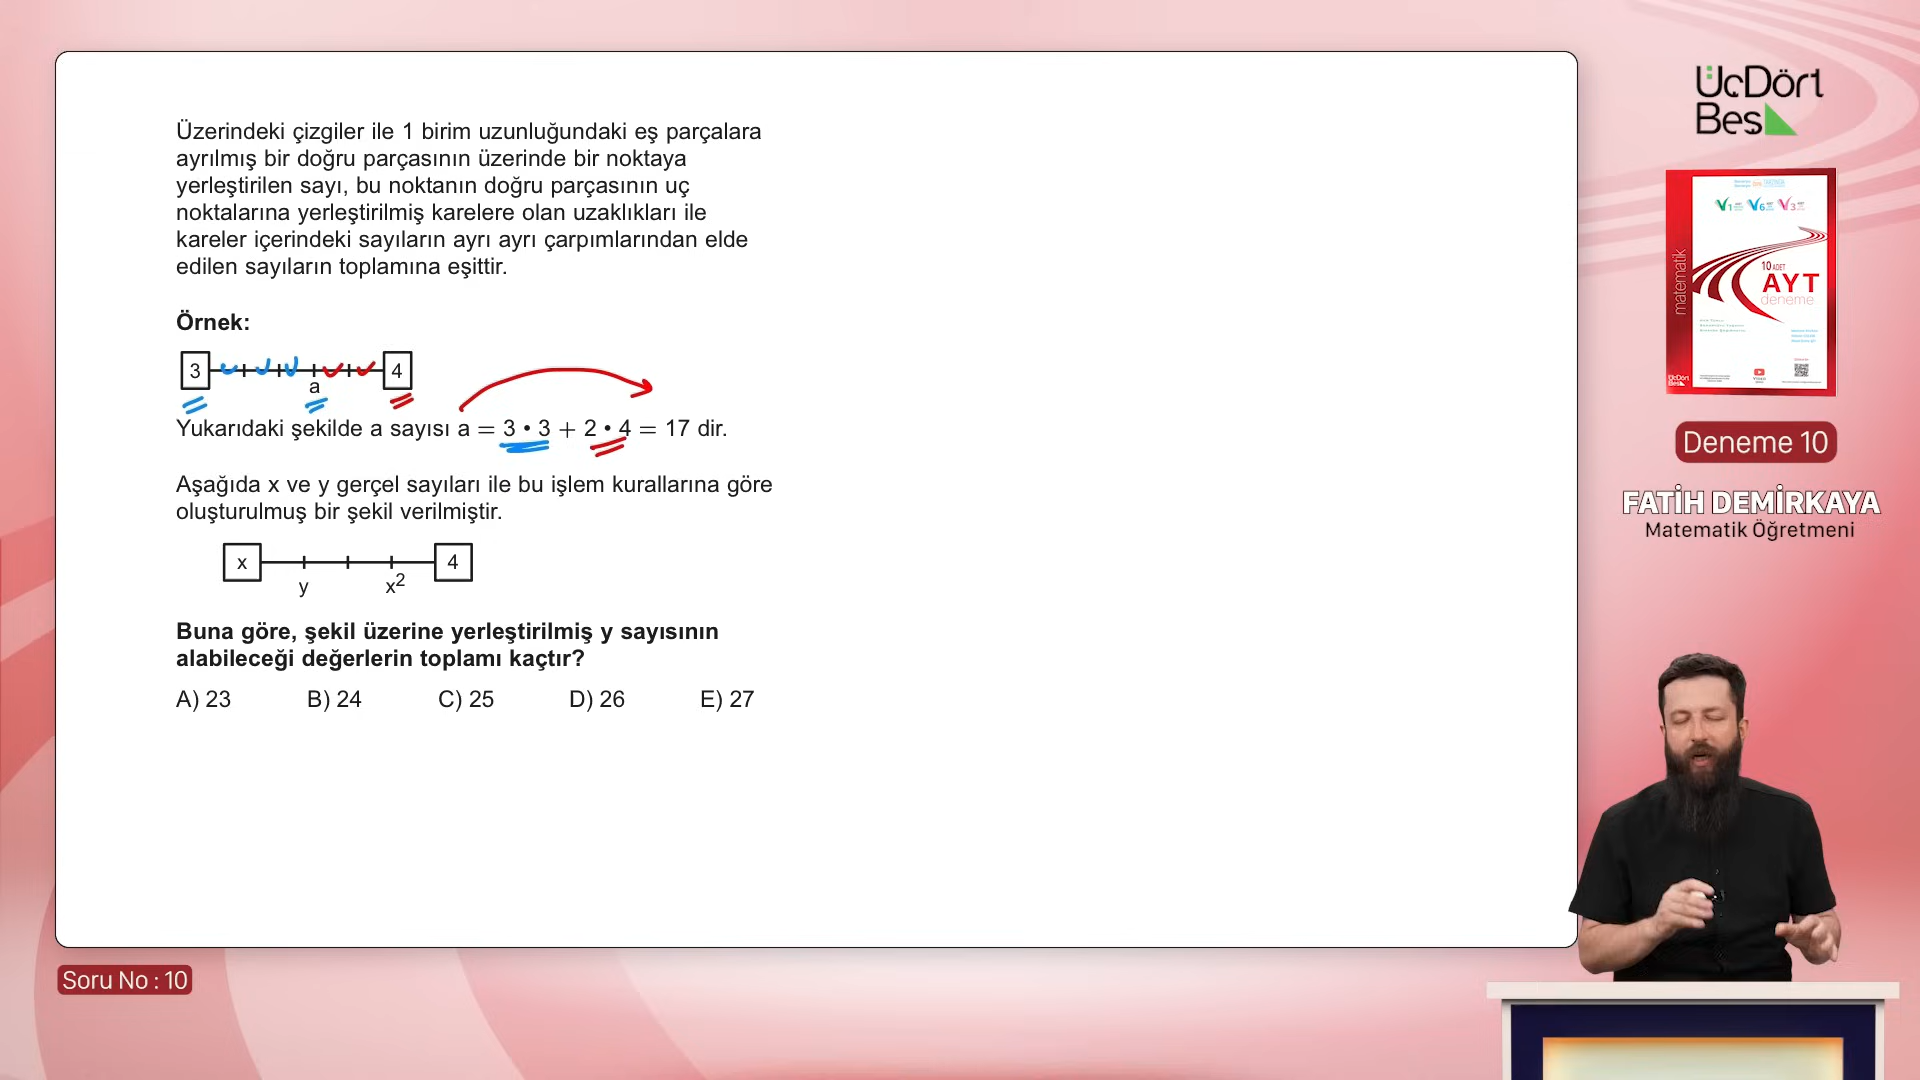 Üzerindeki çizgiler ile 1 birim uzunluğundaki eş parçalara
ayrılmış bir doğru parçasının üzerinde bir noktaya
yerleştirilen sayı, bu noktanın doğru parçasının uç
noktalarına yerleştirilmiş karelere olan uzaklıkları ile
kareler içerindeki sayıların ayrı ayrı çarpımlarından elde
edilen sayıların toplamına eşittir.
Örnek:
3 4
a
Yukarıdaki şekilde a sayısı a = 3 • 3 + 2 • 4 = 17 dir.
Aşağıda x ve y gerçel sayıları ile bu işlem kurallarına göre
oluşturulmuş bir şekil verilmiştir.
x 4
y x²
Buna göre, şekil üzerine yerleştirilmiş y sayısının
alabileceği değerlerin toplamı kaçtır?
A) 23 B) 24 C) 25 D) 26 E) 27
Soru No : 10
ÜçDört
Beş
matematik
10 ADET
AYT
deneme
Deneme 10
FATİH DEMİRKAYA
Matematik Öğretmeni